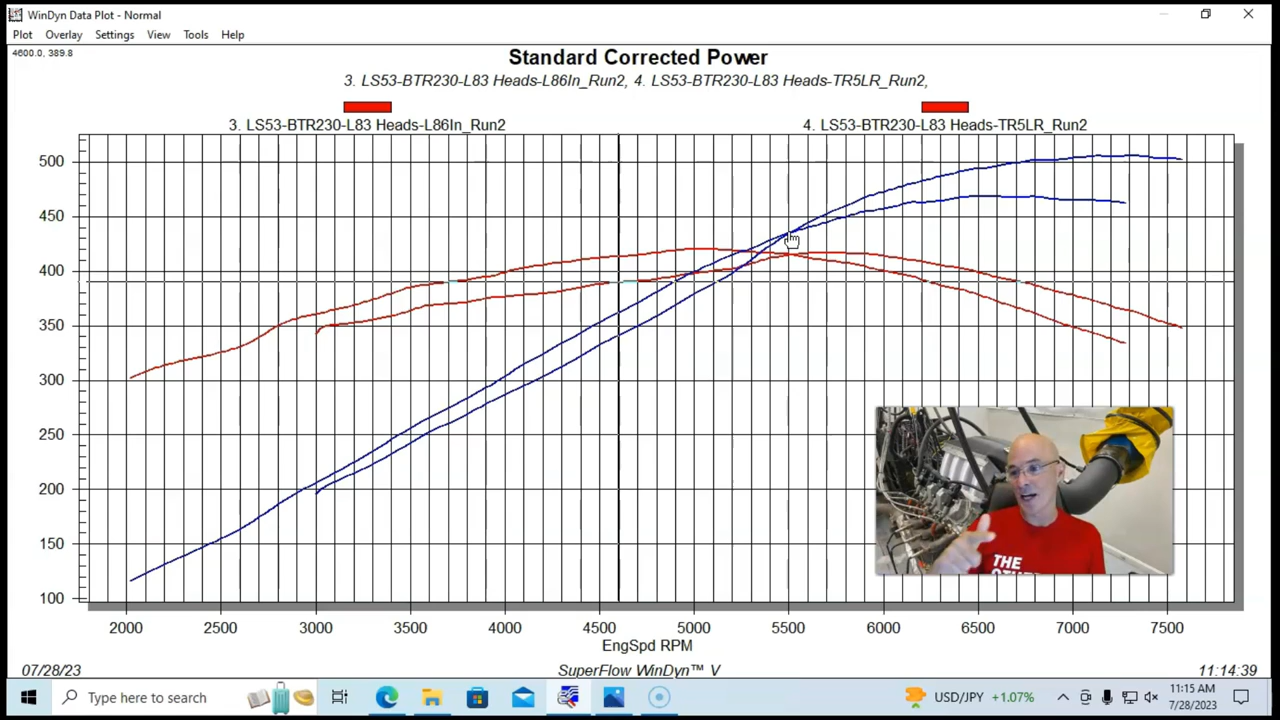 WinDyn Data Plot - Normal
Plot Overlay Settings View Tools Help
4600.0, 389.8
Standard Corrected Power
3. LS53-BTR230-L83 Heads-L86In_Run2, 4. LS53-BTR230-L83 Heads-TR5LR_Run2,
3. LS53-BTR230-L83 Heads-L86In_Run2
4. LS53-BTR230-L83 Heads-TR5LR_Run2
500
450
400
350
300
250
200
150
100
2000 2500 3000 3500 4000 4500 5000 5500 6000 6500 7000 7500
EngSpd RPM
THE
07/28/23
SuperFlow WinDyn™ V
11:14:39
Type here to search
USD/JPY +1.07%
11:15 AM
7/28/2023